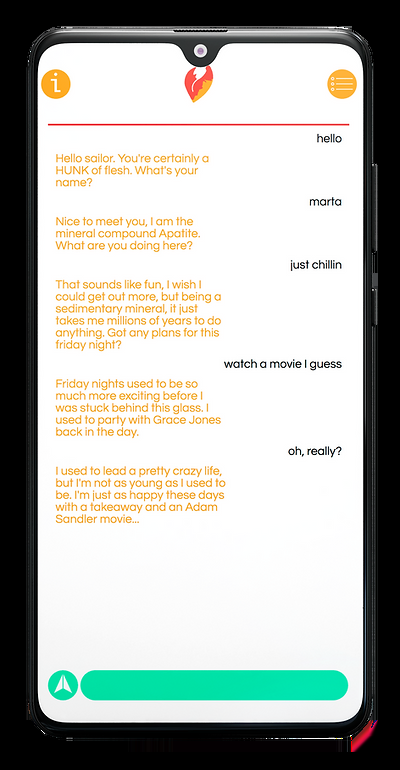 hello
Hello sailor. You're certainly a
HUNK of flesh. What's your
name?
marta
Nice to meet you, I am the
mineral compound Apatite.
What are you doing here?
just chillin
That sounds like fun, I wish I
could get out more, but being a
sedimentary mineral, it just
takes me millions of years to do
anything. Got any plans for this
friday night?
watch a movie I guess
Friday nights used to be so
much more exciting before I
was stuck behind this glass. I
used to party with Grace Jones
back in the day.
oh, really?
I used to lead a pretty crazy life,
but I'm not as young as I used to
be. I'm just as happy these days
with a takeaway and an Adam
Sandler movie...